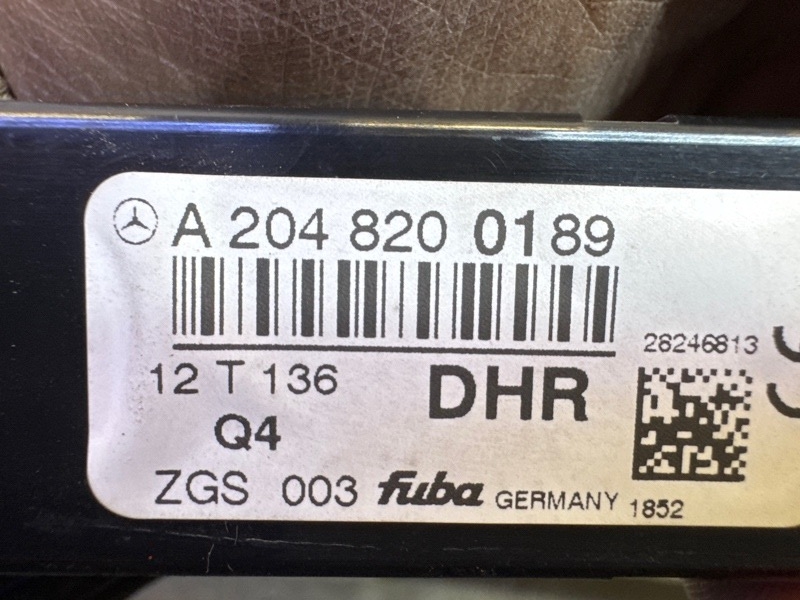 A 204 820 0189
28246813
12 T 136 DHR
Q4
ZGS 003 fuba GERMANY 1852